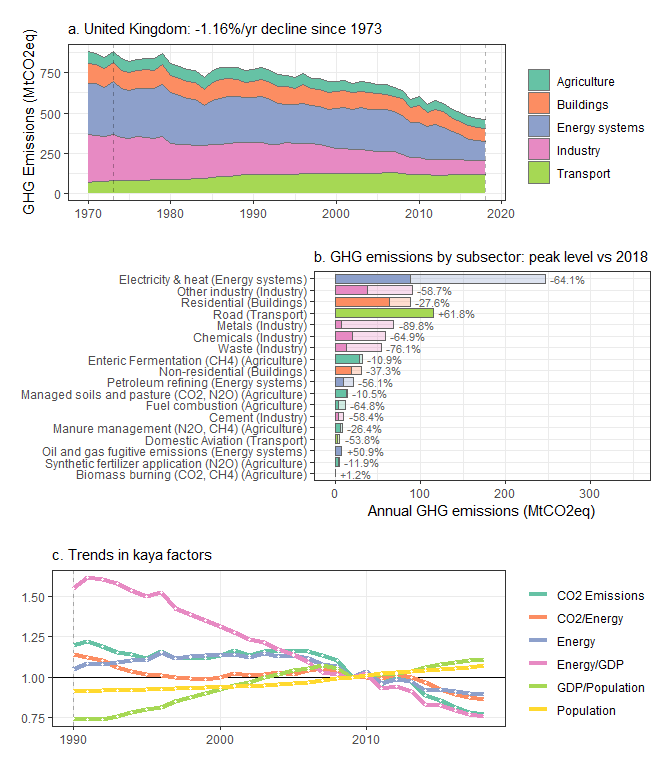 a. United Kingdom: -1.16%/yr decline since 1973
GHG Emissions (MtCO2eq)
750
500
250
0
1970
1980
1990
2000
2010
2020
Agriculture
Buildings
Energy systems
Industry
Transport
b. GHG emissions by subsector: peak level vs 2018
Electricity & heat (Energy systems) -64.1%
Other industry (Industry) -58.7%
Residential (Buildings) -27.6%
Road (Transport) +61.8%
Metals (Industry) -89.8%
Chemicals (Industry) -64.9%
Waste (Industry) -76.1%
Enteric Fermentation (CH4) (Agriculture) -10.9%
Non-residential (Buildings) -37.3%
Petroleum refining (Energy systems) -56.1%
Managed soils and pasture (CO2, N2O) (Agriculture) -10.5%
Fuel combustion (Agriculture) -64.8%
Cement (Industry) -58.4%
Manure management (N2O, CH4) (Agriculture) -26.4%
Domestic Aviation (Transport) -53.8%
Oil and gas fugitive emissions (Energy systems) +50.9%
Synthetic fertilizer application (N2O) (Agriculture) -11.9%
Biomass burning (CO2, CH4) (Agriculture) +1.2%
0
100
200
300
Annual GHG emissions (MtCO2eq)
c. Trends in kaya factors
1.50
1.25
1.00
0.75
1990
2000
2010
CO2 Emissions
CO2/Energy
Energy
Energy/GDP
GDP/Population
Population